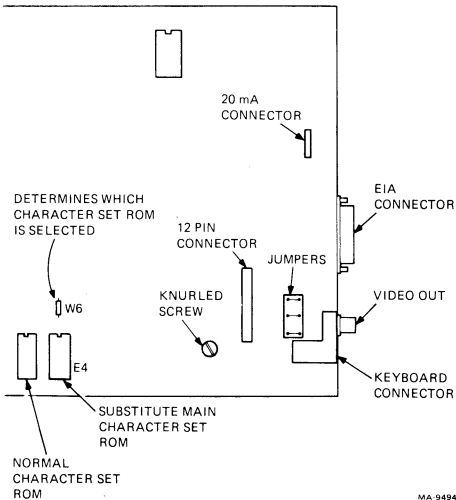 20 mA
CONNECTOR
EIA
CONNECTOR
DETERMINES WHICH
CHARACTER SET ROM
IS SELECTED
12 PIN
CONNECTOR
JUMPERS
W6
KNURLED
SCREW
VIDEO OUT
E4
KEYBOARD
CONNECTOR
SUBSTITUTE MAIN
CHARACTER SET
ROM
NORMAL
CHARACTER SET
ROM
MA-9494